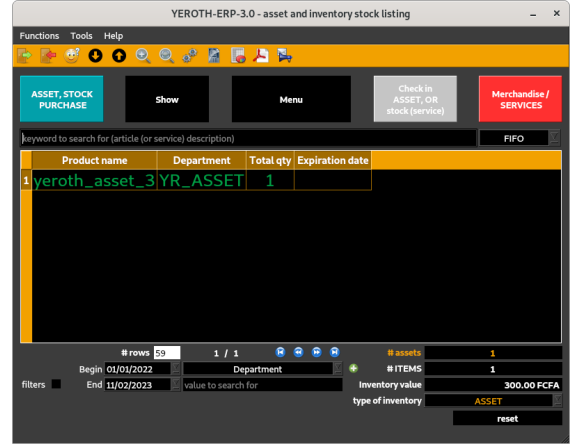 YEROTH-ERP-3.0 - asset and inventory stock listing
Functions Tools Help
ASSET, STOCK
PURCHASE
Show
Menu
Check in
ASSET, OR
stock (service)
Merchandise /
SERVICES
keyword to search for (article (or service) description)
FIFO
Product name Department Total qty Expiration date
1 yeroth_asset_3 YR_ASSET 1
# rows 59 1 / 1 # assets 1
Begin 01/01/2022 Department # ITEMS 1
filters End 11/02/2023 value to search for Inventory value 300.00 FCFA
type of inventory ASSET
reset